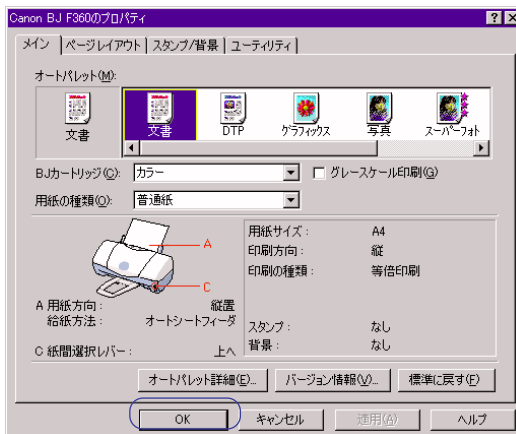 Canon BJ F360のプロパティ
メイン ページレイアウト スタンプ/背景 ユーティリティ
オートパレット(M):
文書 文書 DTP グラフィックス 写真 スーパーフォト
BJカートリッジ(C): カラー グレースケール印刷(G)
用紙の種類(O): 普通紙
A
C
A 用紙方向: 縦置
給紙方法: オートシートフィーダ
C 紙間選択レバー: 上へ
用紙サイズ: A4
印刷方向: 縦
印刷の種類: 等倍印刷
スタンプ: なし
背景: なし
オートパレット詳細(E)... バージョン情報(V)... 標準に戻す(F)
OK キャンセル 適用(A) ヘルプ